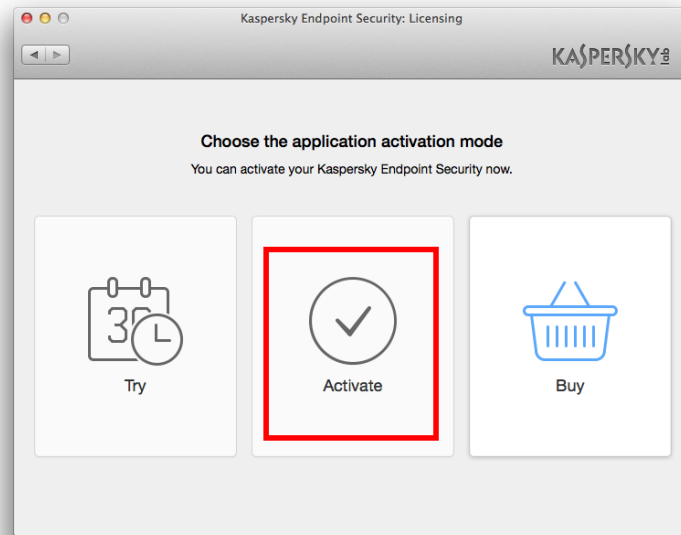 Kaspersky Endpoint Security: Licensing
KASPERSKY lab
Choose the application activation mode
You can activate your Kaspersky Endpoint Security now.
30
Try
Activate
Buy